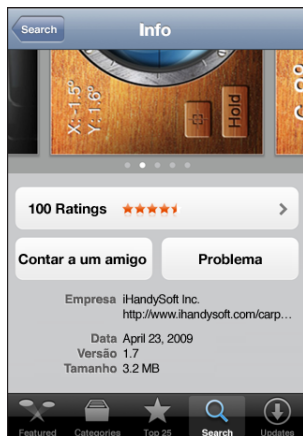 Search
Info
X:-1.5°
Y: 1.6°
Hold
100 Ratings
Contar a um amigo
Problema
Empresa iHandySoft Inc.
http://www.ihandysoft.com/carp...
Data April 23, 2009
Versão 1.7
Tamanho 3.2 MB
Featured
Categories
Top 25
Search
Updates